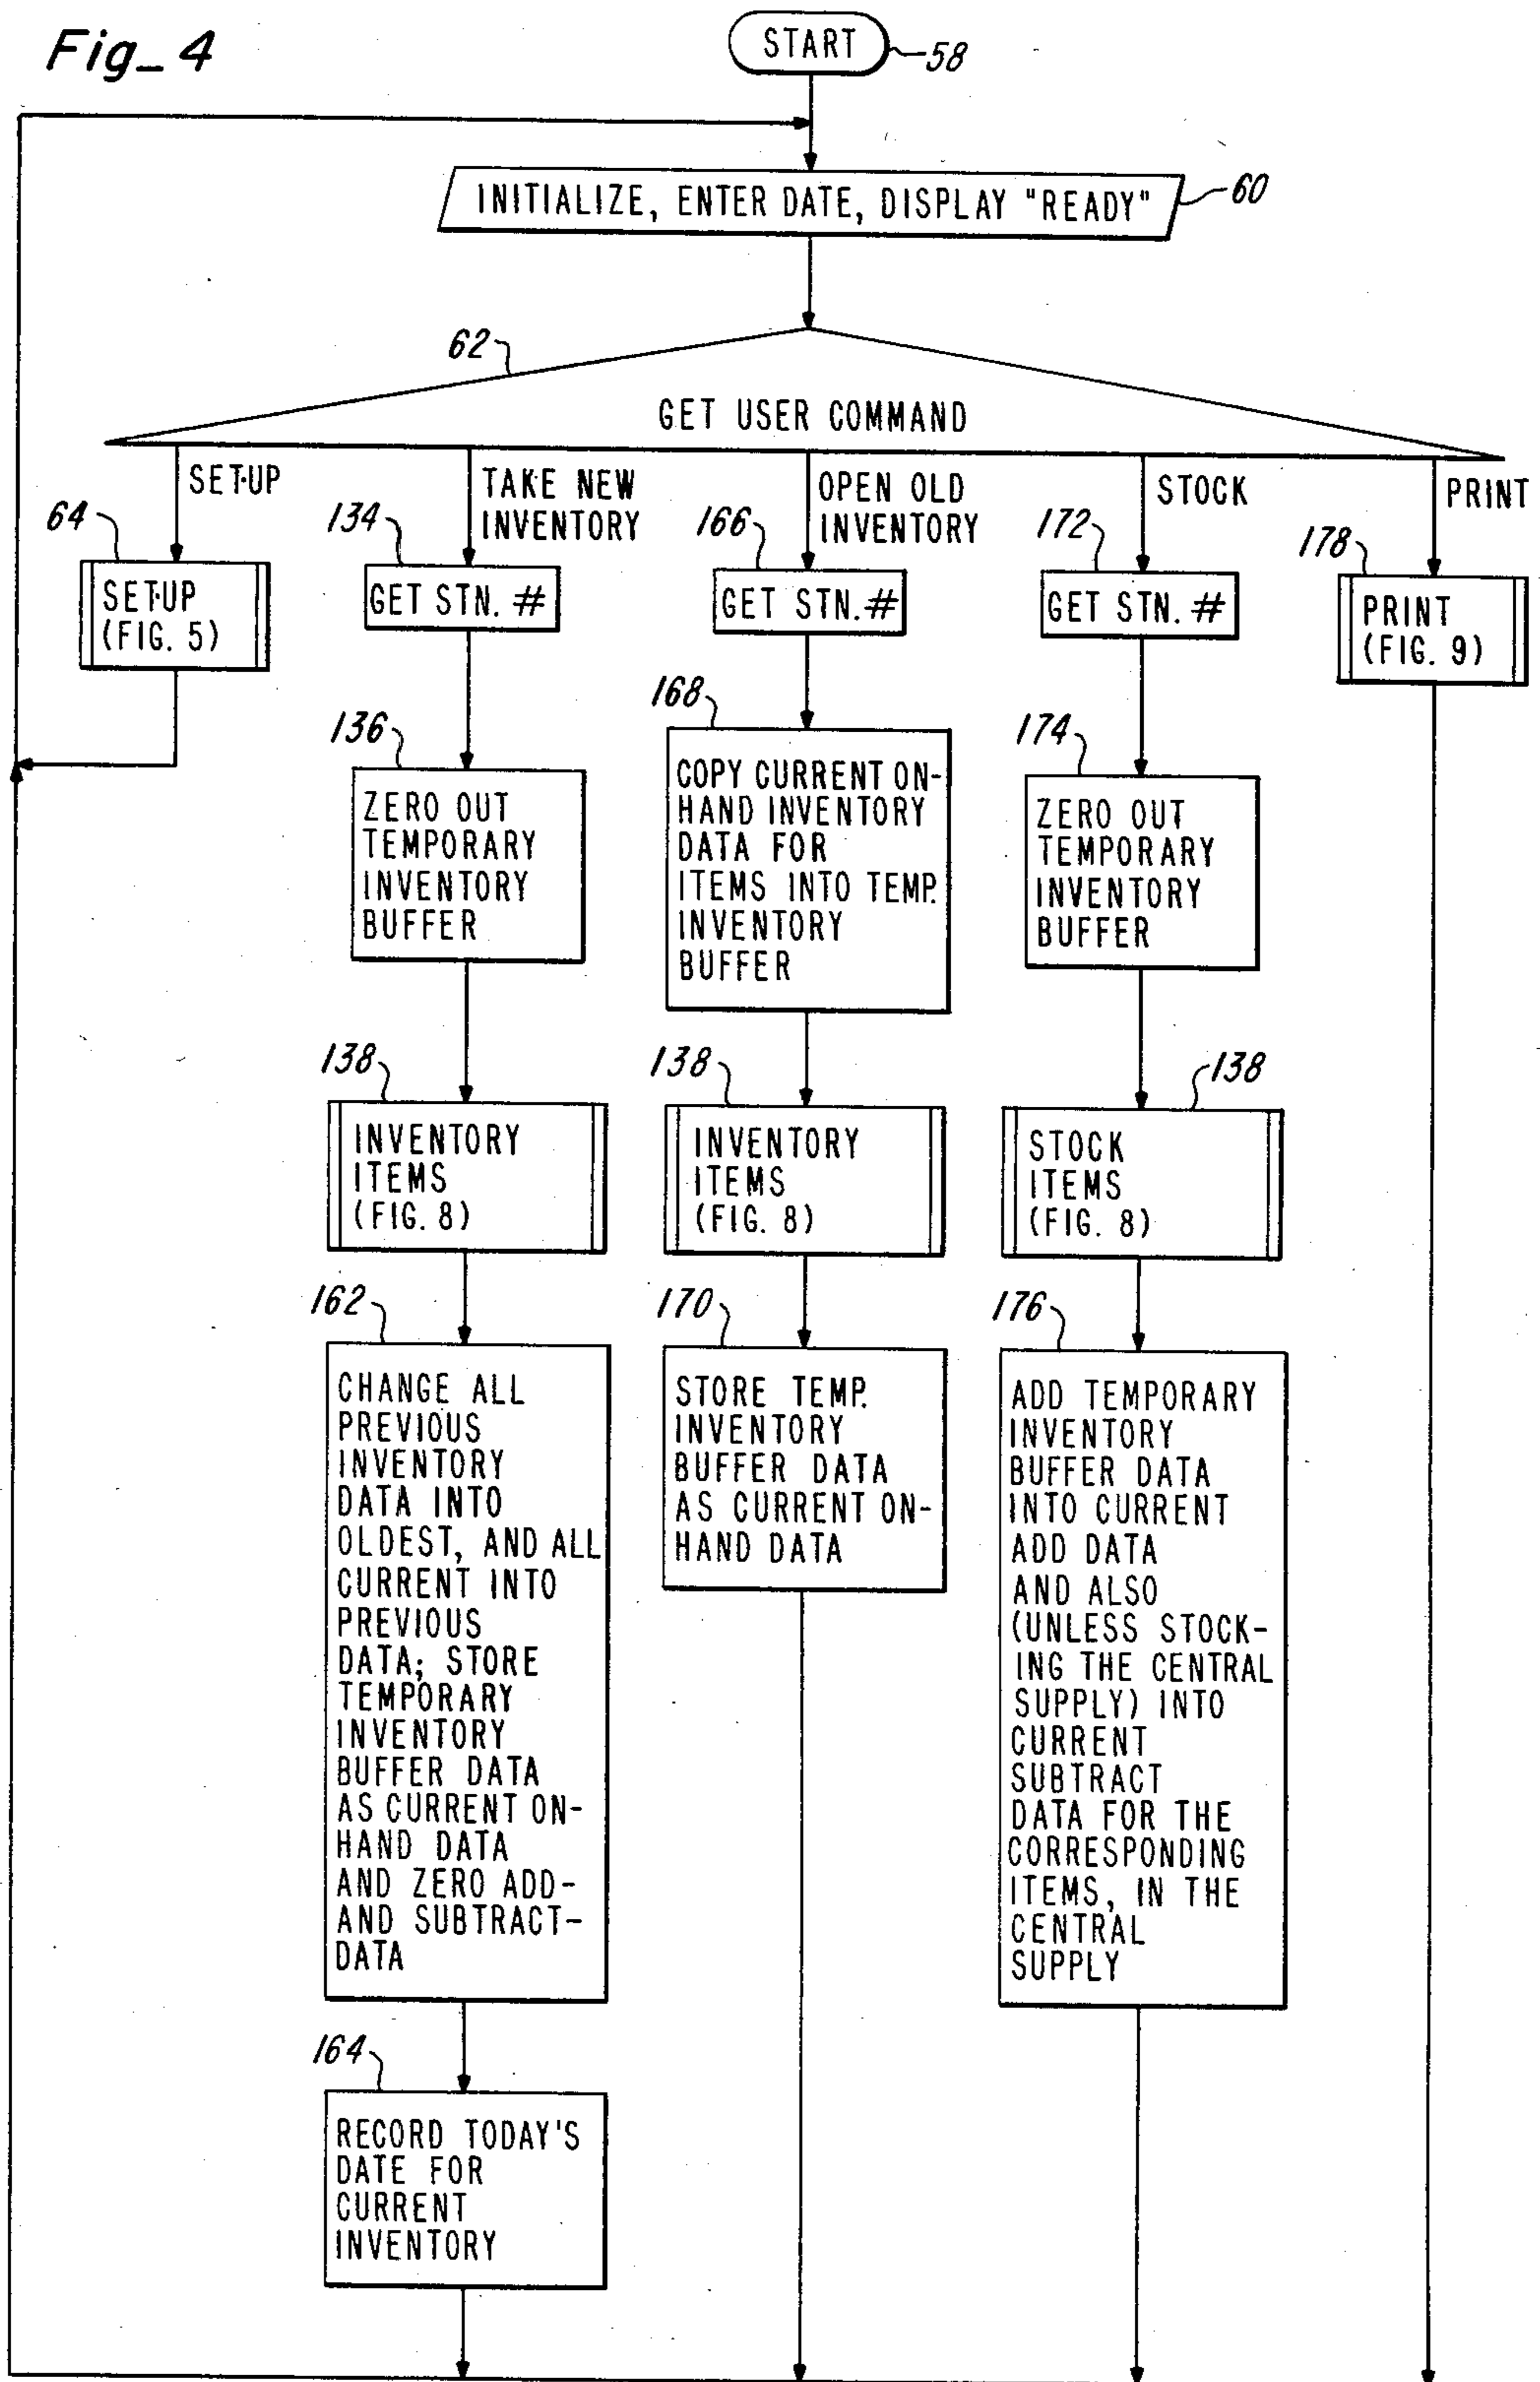 Fig_4
START
58
INITIALIZE, ENTER DATE, DISPLAY "READY"
60
62
GET USER COMMAND
SET-UP
64
SET-UP
(FIG. 5)
TAKE NEW
INVENTORY
134
GET STN. #
136
ZERO OUT
TEMPORARY
INVENTORY
BUFFER
138
INVENTORY
ITEMS
(FIG. 8)
162
CHANGE ALL
PREVIOUS
INVENTORY
DATA INTO
OLDEST, AND ALL
CURRENT INTO
PREVIOUS
DATA; STORE
TEMPORARY
INVENTORY
BUFFER DATA
AS CURRENT ON-
HAND DATA
AND ZERO ADD-
AND SUBTRACT-
DATA
164
RECORD TODAY'S
DATE FOR
CURRENT
INVENTORY
OPEN OLD
INVENTORY
166
GET STN. #
168
COPY CURRENT ON-
HAND INVENTORY
DATA FOR
ITEMS INTO TEMP.
INVENTORY
BUFFER
138
INVENTORY
ITEMS
(FIG. 8)
170
STORE TEMP.
INVENTORY
BUFFER DATA
AS CURRENT ON-
HAND DATA
STOCK
172
GET STN. #
174
ZERO OUT
TEMPORARY
INVENTORY
BUFFER
138
STOCK
ITEMS
(FIG. 8)
176
ADD TEMPORARY
INVENTORY
BUFFER DATA
INTO CURRENT
ADD DATA
AND ALSO
(UNLESS STOCK-
ING THE CENTRAL
SUPPLY) INTO
CURRENT
SUBTRACT
DATA FOR THE
CORRESPONDING
ITEMS, IN THE
CENTRAL
SUPPLY
PRINT
178
PRINT
(FIG. 9)